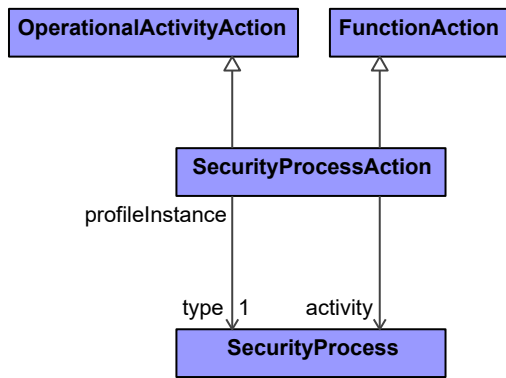 OperationalActivityAction
FunctionAction
SecurityProcessAction
profileInstance
type 1
activity
SecurityProcess